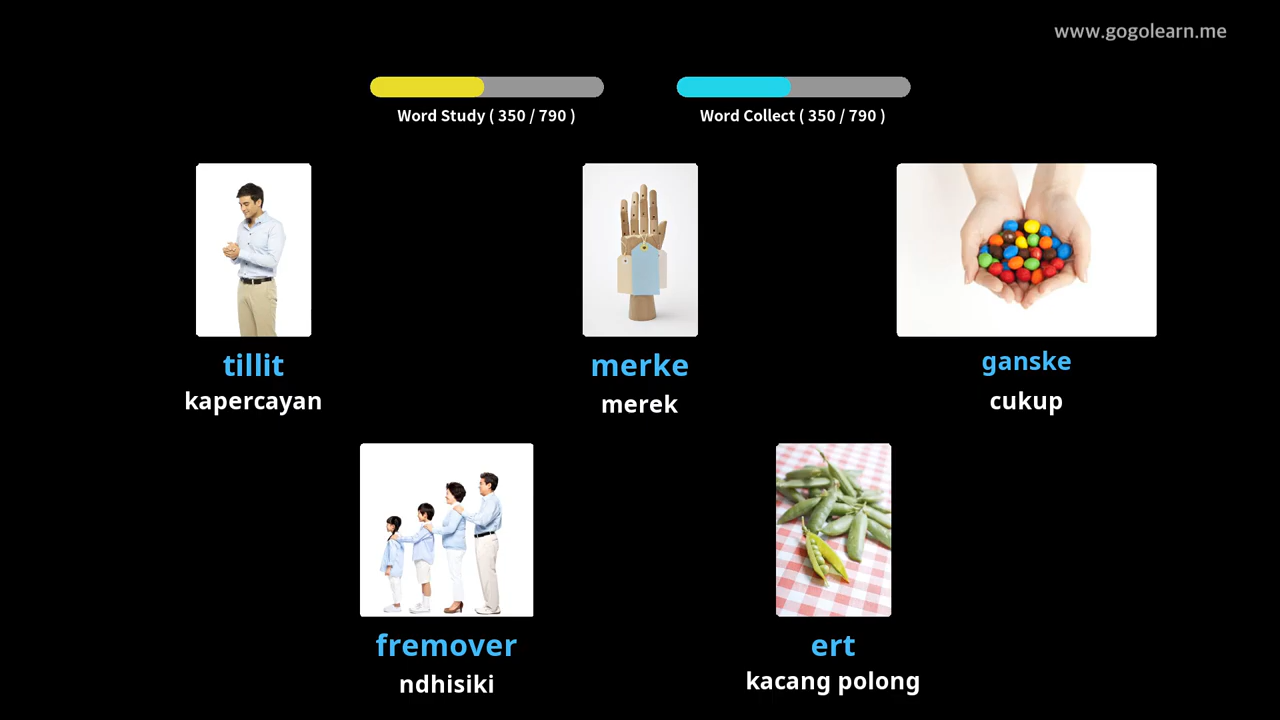 www.gogolearn.me
Word Study ( 350 / 790 )
Word Collect ( 350 / 790 )
tillit
kapercayan
merke
merek
ganske
cukup
fremover
ndhisiki
ert
kacang polong